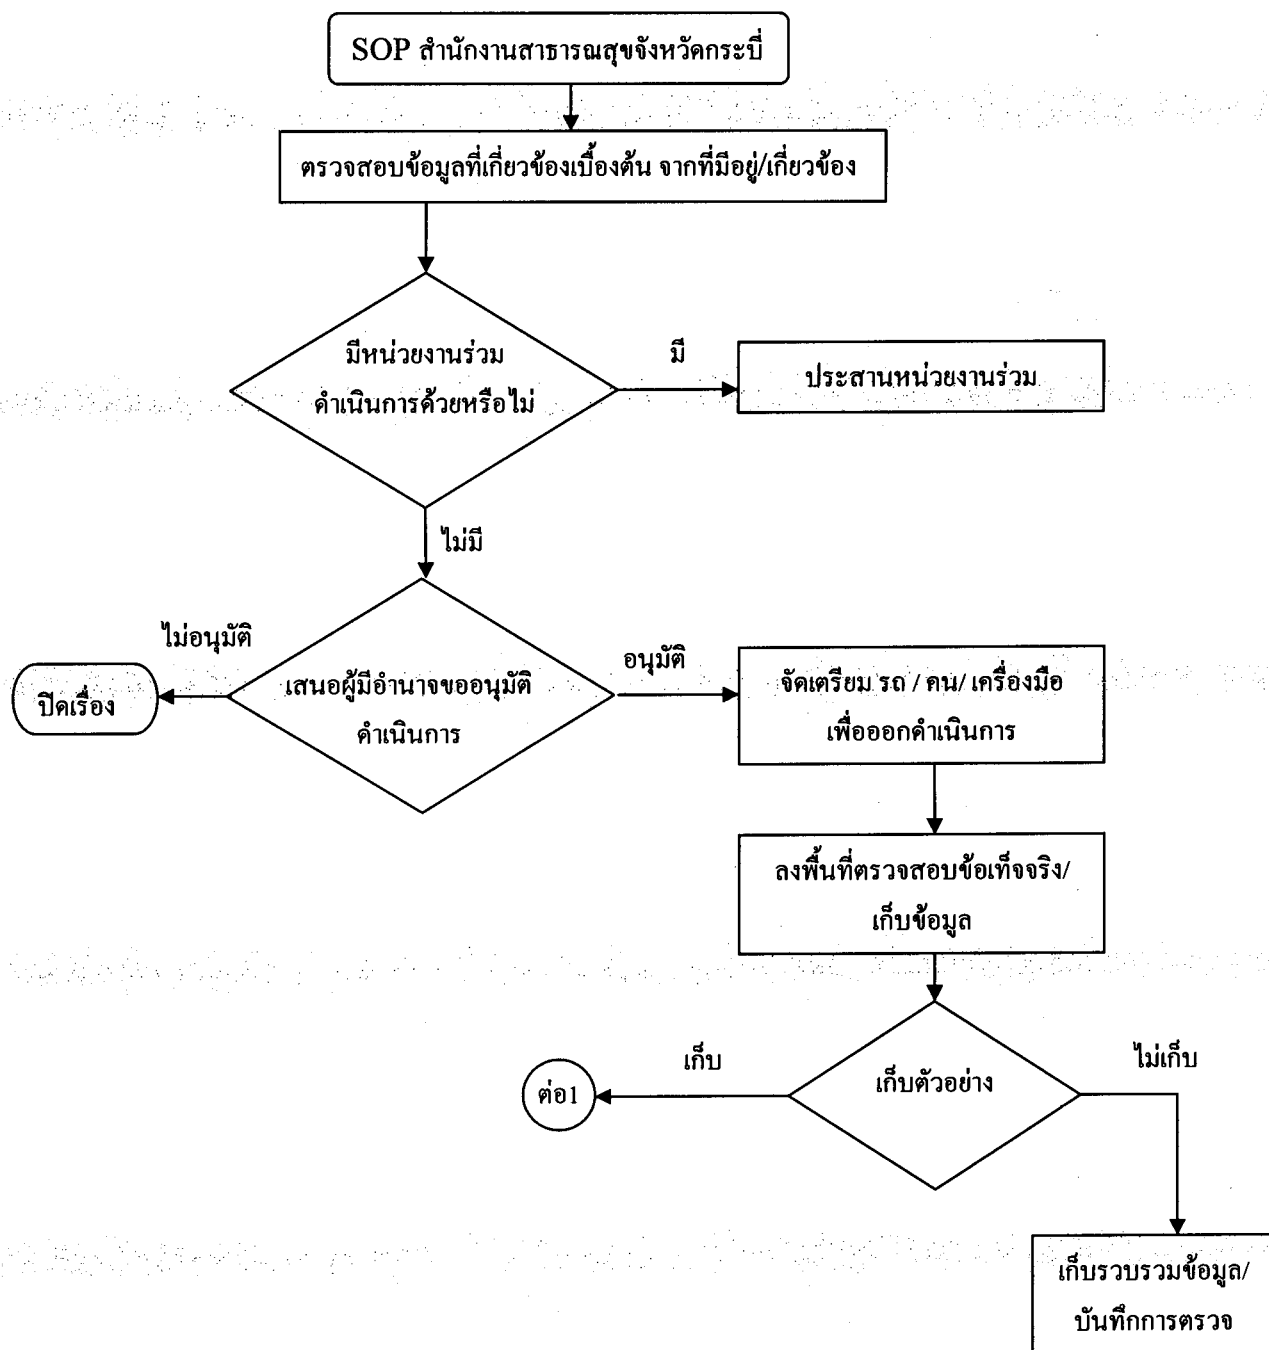 SOP สำนักงานสาธารณสุขจังหวัดกระบี่
ตรวจสอบข้อมูลที่เกี่ยวข้องเบื้องต้น จากที่มีอยู่/เกี่ยวข้อง
มีหน่วยงานร่วม
ดำเนินการด้วยหรือไม่
มี
ประสานหน่วยงานร่วม
ไม่มี
ไม่อนุมัติ
ปิดเรื่อง
เสนอผู้มีอำนาจขออนุมัติ
ดำเนินการ
อนุมัติ
จัดเตรียม รถ / คน/ เครื่องมือ
เพื่อออกดำเนินการ
ลงพื้นที่ตรวจสอบข้อเท็จจริง/
เก็บข้อมูล
เก็บ
ต่อ1
เก็บตัวอย่าง
ไม่เก็บ
เก็บรวบรวมข้อมูล/
บันทึกการตรวจ